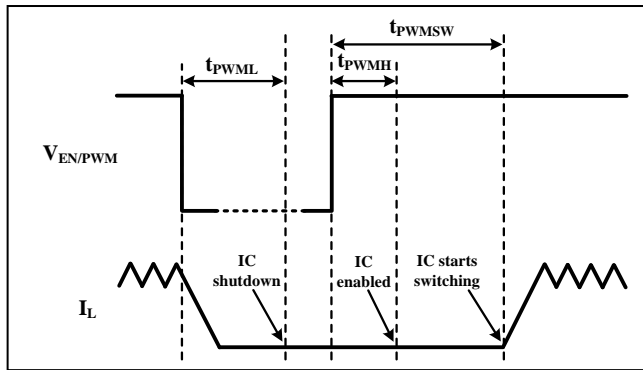 tPWMSW
tPWML
tPWMH
VEN/PWM
IC
shutdown
IC
enabled
IC starts
switching
IL